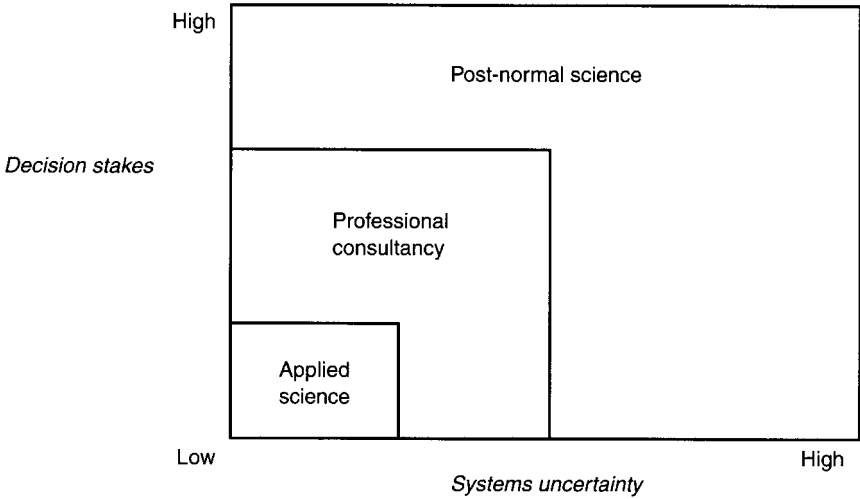 High
Post-normal science
Decision stakes
Professional
consultancy
Applied
science
Low
High
Systems uncertainty